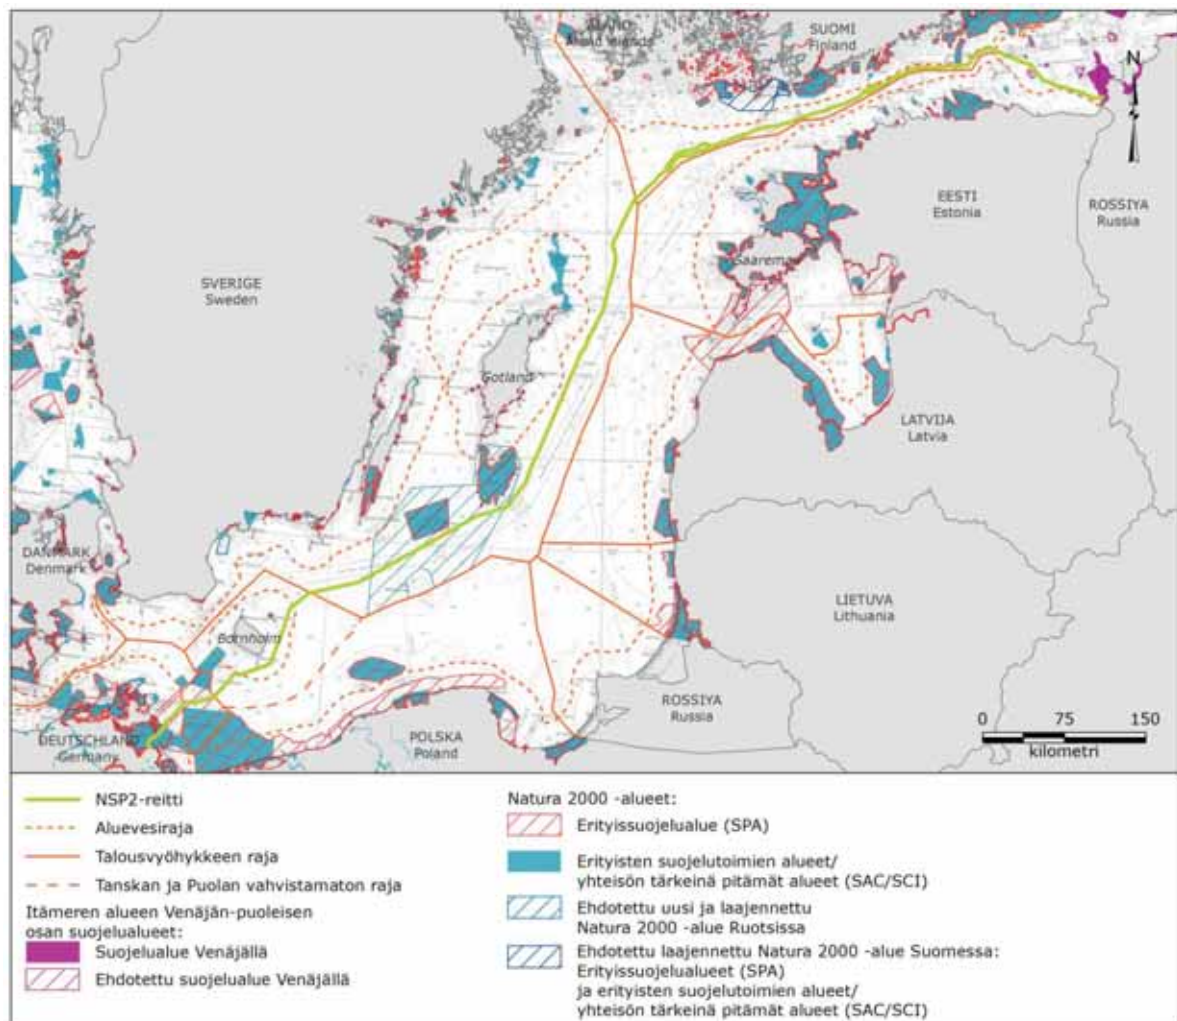 ÅLAND
Åland Islands
SUOMI
Finland
N
EESTI
Estonia
ROSSIYA
Russia
SVERIGE
Sweden
Saaremaa
Gotland
LATVIJA
Latvia
DANMARK
Denmark
LIETUVA
Lithuania
Bornholm
ROSSIYA
Russia
DEUTSCHLAND
Germany
POLSKA
Poland
0 75 150
kilometri
NSP2-reitti
Aluevesiraja
Talousvyöhykkeen raja
Tanskan ja Puolan vahvistamaton raja
Itämeren alueen Venäjän-puoleisen
osan suojelualueet:
Suojelualue Venäjällä
Ehdotettu suojelualue Venäjällä
Natura 2000 -alueet:
Erityissuojelualue (SPA)
Erityisten suojelutoimien alueet/
yhteisön tärkeinä pitämät alueet (SAC/SCI)
Ehdotettu uusi ja laajennettu
Natura 2000 -alue Ruotsissa
Ehdotettu laajennettu Natura 2000 -alue Suomessa:
Erityissuojelualueet (SPA)
ja erityisten suojelutoimien alueet/
yhteisön tärkeinä pitämät alueet (SAC/SCI)